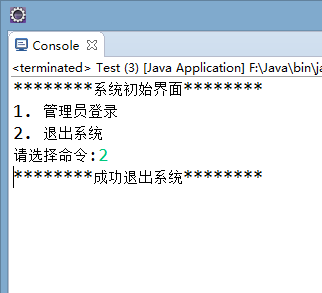 Console
<terminated> Test (3) [Java Application] F:\Java\bin\ja
********系统初始界面********
1. 管理员登录
2. 退出系统
请选择命令:2
********成功退出系统********